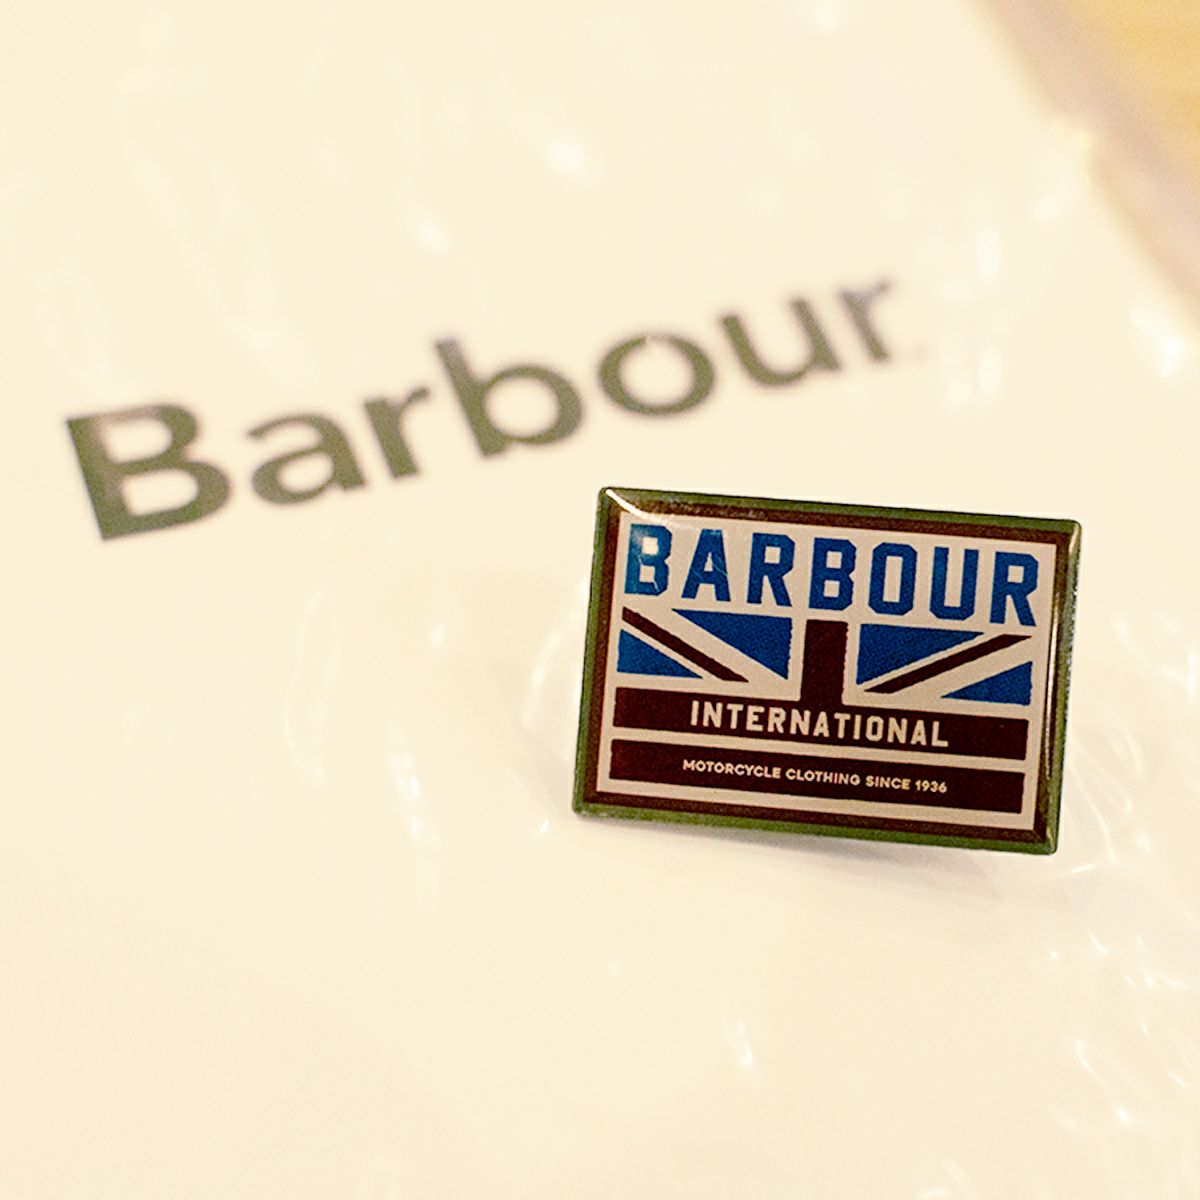 Barbour
BARBOUR
INTERNATIONAL
MOTORCYCLE CLOTHING SINCE 1936